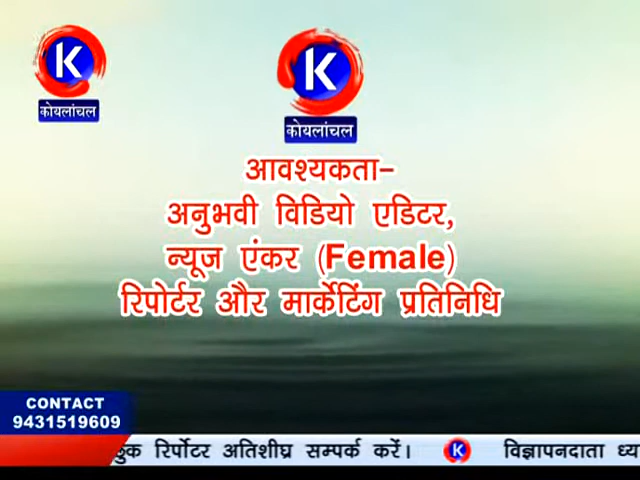 K
कोयलांचल
K
कोयलांचल
आवश्यकता-
अनुभवी विडियो एडिटर,
न्यूज एंकर (Female)
रिपोर्टर और मार्केटिंग प्रतिनिधि
CONTACT
9431519609
रिर्पोटर अतिशीघ्र सम्पर्क करें। K विज्ञापनदाता